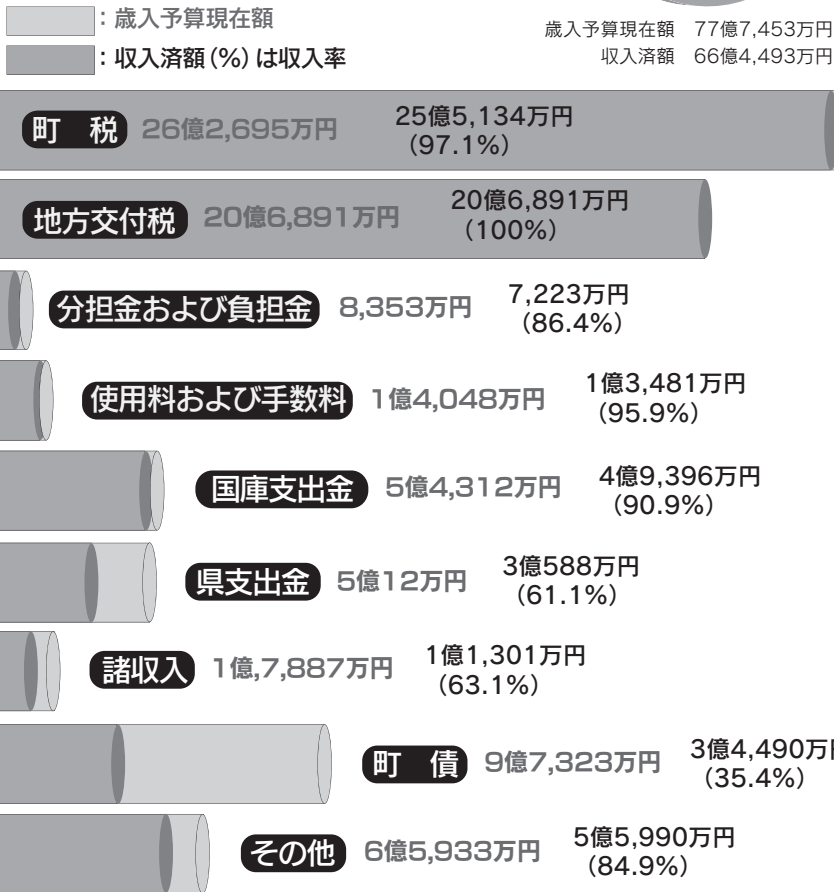 ：歳入予算現在額
：収入済額（％）は収入率
歳入予算現在額　77億7,453万円
収入済額　66億4,493万円
町　税 26億2,695万円 25億5,134万円
（97.1%）
地方交付税 20億6,891万円 20億6,891万円
（100%）
分担金および負担金 8,353万円 7,223万円
（86.4%）
使用料および手数料 1億4,048万円 1億3,481万円
（95.9%）
国庫支出金 5億4,312万円 4億9,396万円
（90.9%）
県支出金 5億12万円 3億588万円
（61.1%）
諸収入 1億,7,887万円 1億1,301万円
（63.1%）
町　債 9億7,323万円 3億4,490万円
（35.4%）
その他 6億5,933万円 5億5,990万円
（84.9%）